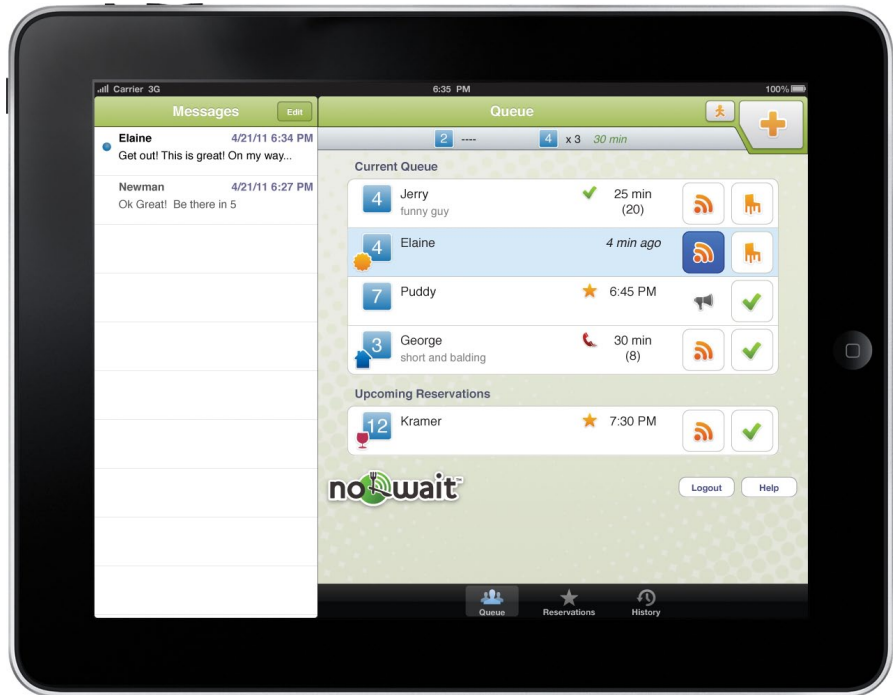 Carrier 3G
6:35 PM
100%
Messages
Edit
Elaine 4/21/11 6:34 PM
Get out! This is great! On my way...
Newman 4/21/11 6:27 PM
Ok Great! Be there in 5
Queue
2 ---- 4 x 3 30 min
Current Queue
4 Jerry 25 min
funny guy (20)
4 Elaine 4 min ago
7 Puddy 6:45 PM
3 George 30 min
short and balding (8)
Upcoming Reservations
12 Kramer 7:30 PM
nowait™
Logout Help
Queue Reservations History